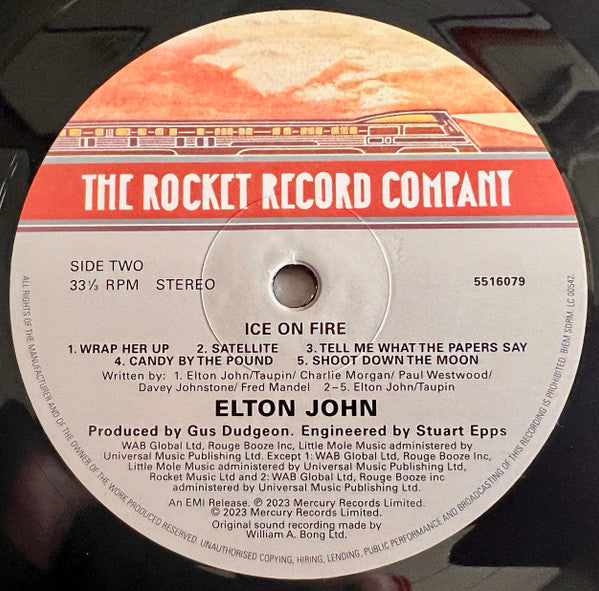 THE ROCKET RECORD COMPANY
SIDE TWO
33⅓ RPM STEREO
5516079
ICE ON FIRE
1. WRAP HER UP 2. SATELLITE 3. TELL ME WHAT THE PAPERS SAY
4. CANDY BY THE POUND 5. SHOOT DOWN THE MOON
Written by: 1. Elton John/Taupin/ Charlie Morgan/ Paul Westwood/
Davey Johnstone/ Fred Mandel 2–5. Elton John/Taupin
ELTON JOHN
Produced by Gus Dudgeon. Engineered by Stuart Epps
WAB Global Ltd, Rouge Booze Inc, Little Mole Music administered by
Universal Music Publishing Ltd. Except 1: WAB Global Ltd, Rouge Booze Inc,
Little Mole Music administered by Universal Music Publishing Ltd,
Rocket Music Ltd and 2: WAB Global Ltd, Rouge Booze inc
administered by Universal Music Publishing Ltd.
An EMI Release. ℗ 2023 Mercury Records Limited.
© 2023 Mercury Records Limited.
Original sound recording made by
William A. Bong Ltd.
ALL RIGHTS OF THE MANUFACTURER AND OF THE OWNER OF THE WORK PRODUCED RESERVED. UNAUTHORISED COPYING, HIRING, LENDING, PUBLIC PERFORMANCE AND BROADCASTING OF THIS RECORDING IS PROHIBITED. BIEM SDRM. LC 00542.